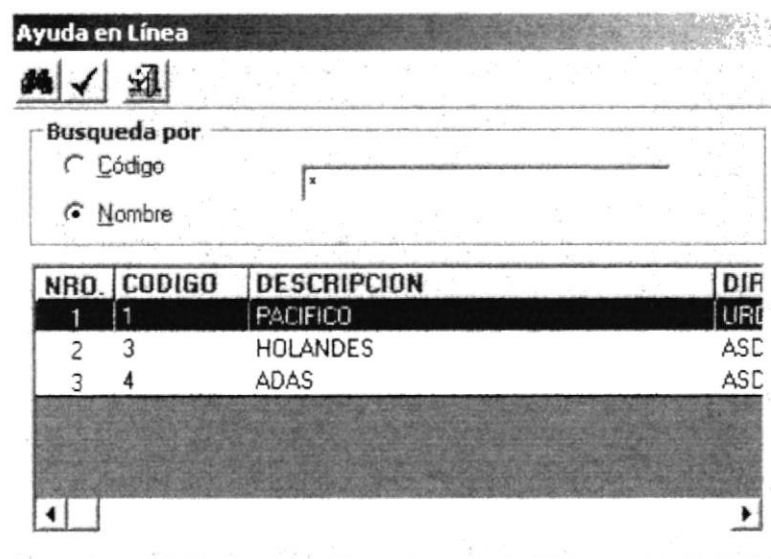 Ayuda en Línea
Busqueda por
Código
*
Nombre
NRO. CODIGO DESCRIPCION DIR
1 1 PACIFICO URD
2 3 HOLANDES ASD
3 4 ADAS ASD